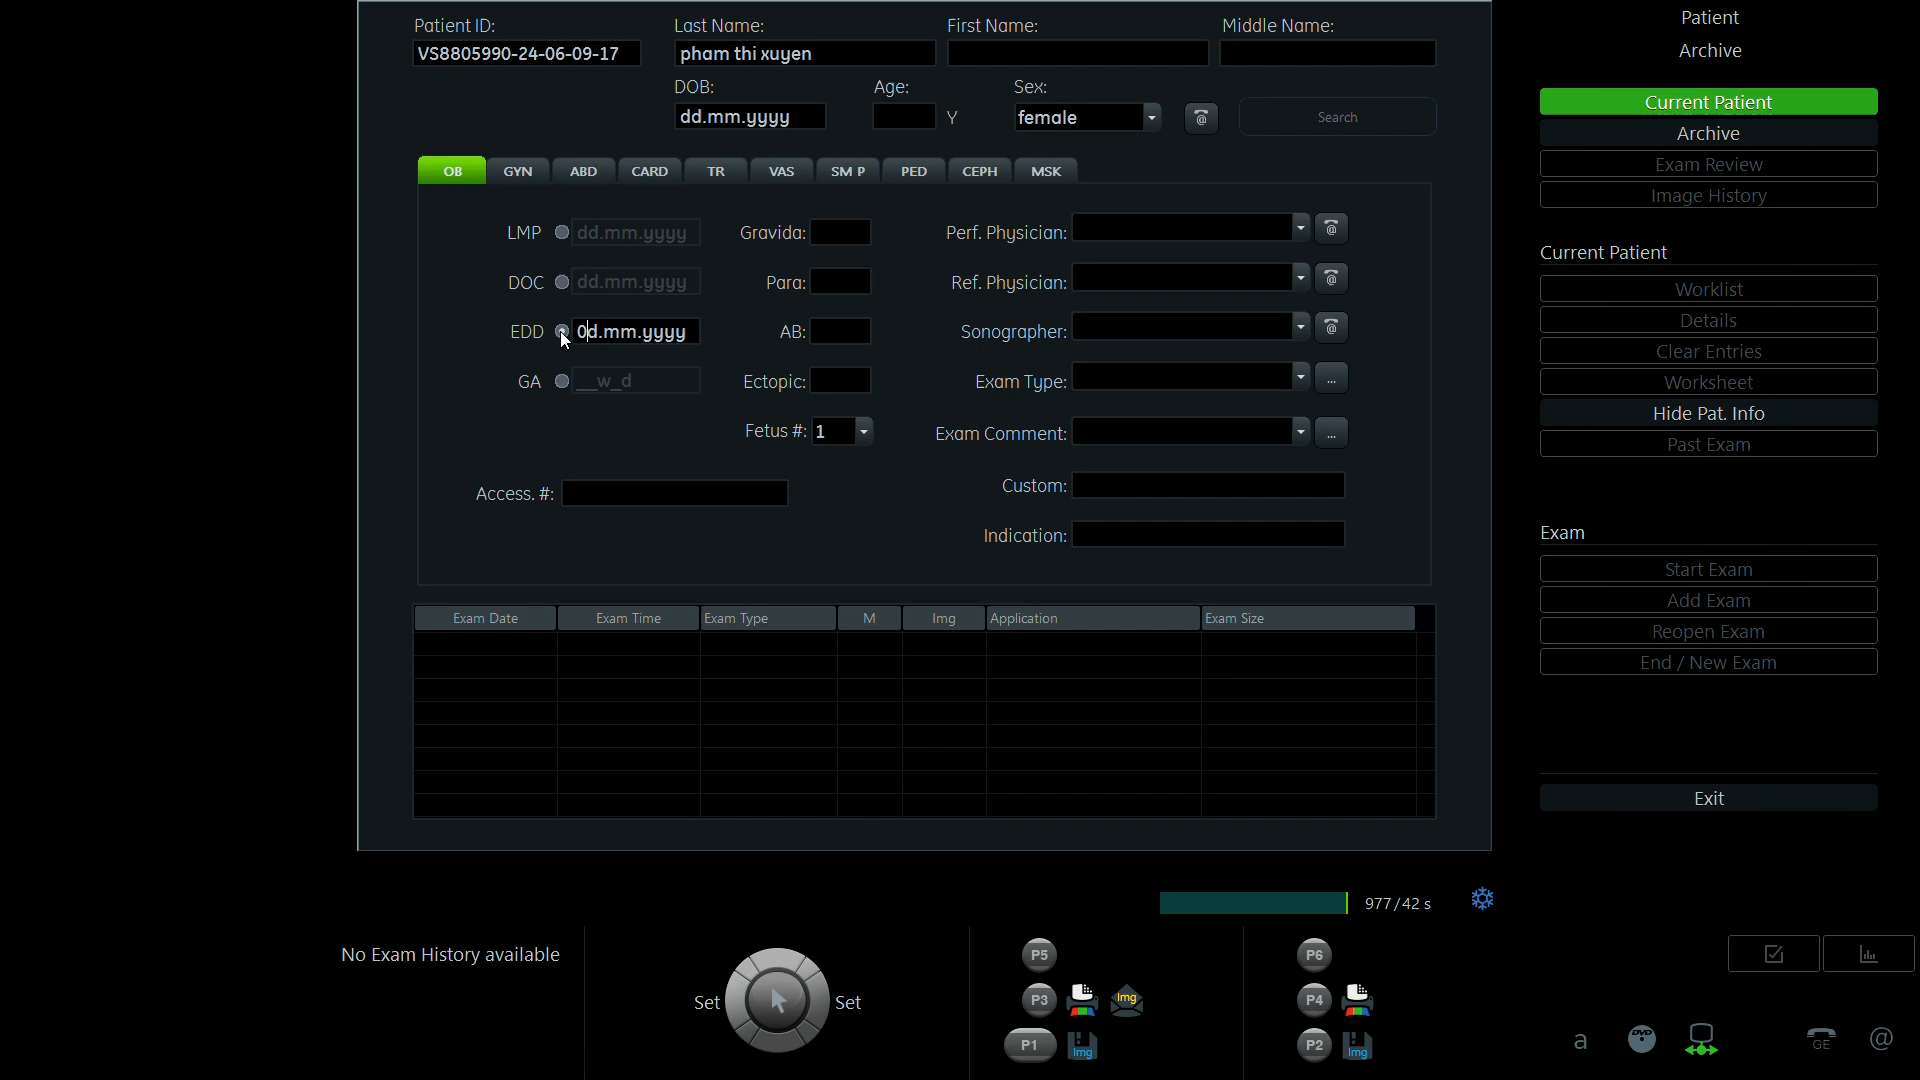 Patient ID: Last Name: First Name: Middle Name:
VS8805990-24-06-09-17 pham thi xuyen
DOB: Age: Sex:
dd.mm.yyyy Y female @ Search
OB GYN ABD CARD TR VAS SM P PED CEPH MSK
LMP dd.mm.yyyy Gravida: Perf. Physician: @
DOC dd.mm.yyyy Para: Ref. Physician: @
EDD 0d.mm.yyyy AB: Sonographer: @
GA __w_d Ectopic: Exam Type: ...
Fetus #: 1 Exam Comment: ...
Access. #: Custom:
Indication:
Exam Date Exam Time Exam Type M Img Application Exam Size
977/42 s
No Exam History available
Set Set
P5
P3 Img
P1 Img
P6
P4
P2 Img
Patient
Archive
Current Patient
Archive
Exam Review
Image History
Current Patient
Worklist
Details
Clear Entries
Worksheet
Hide Pat. Info
Past Exam
Exam
Start Exam
Add Exam
Reopen Exam
End / New Exam
Exit
a DVD GE @